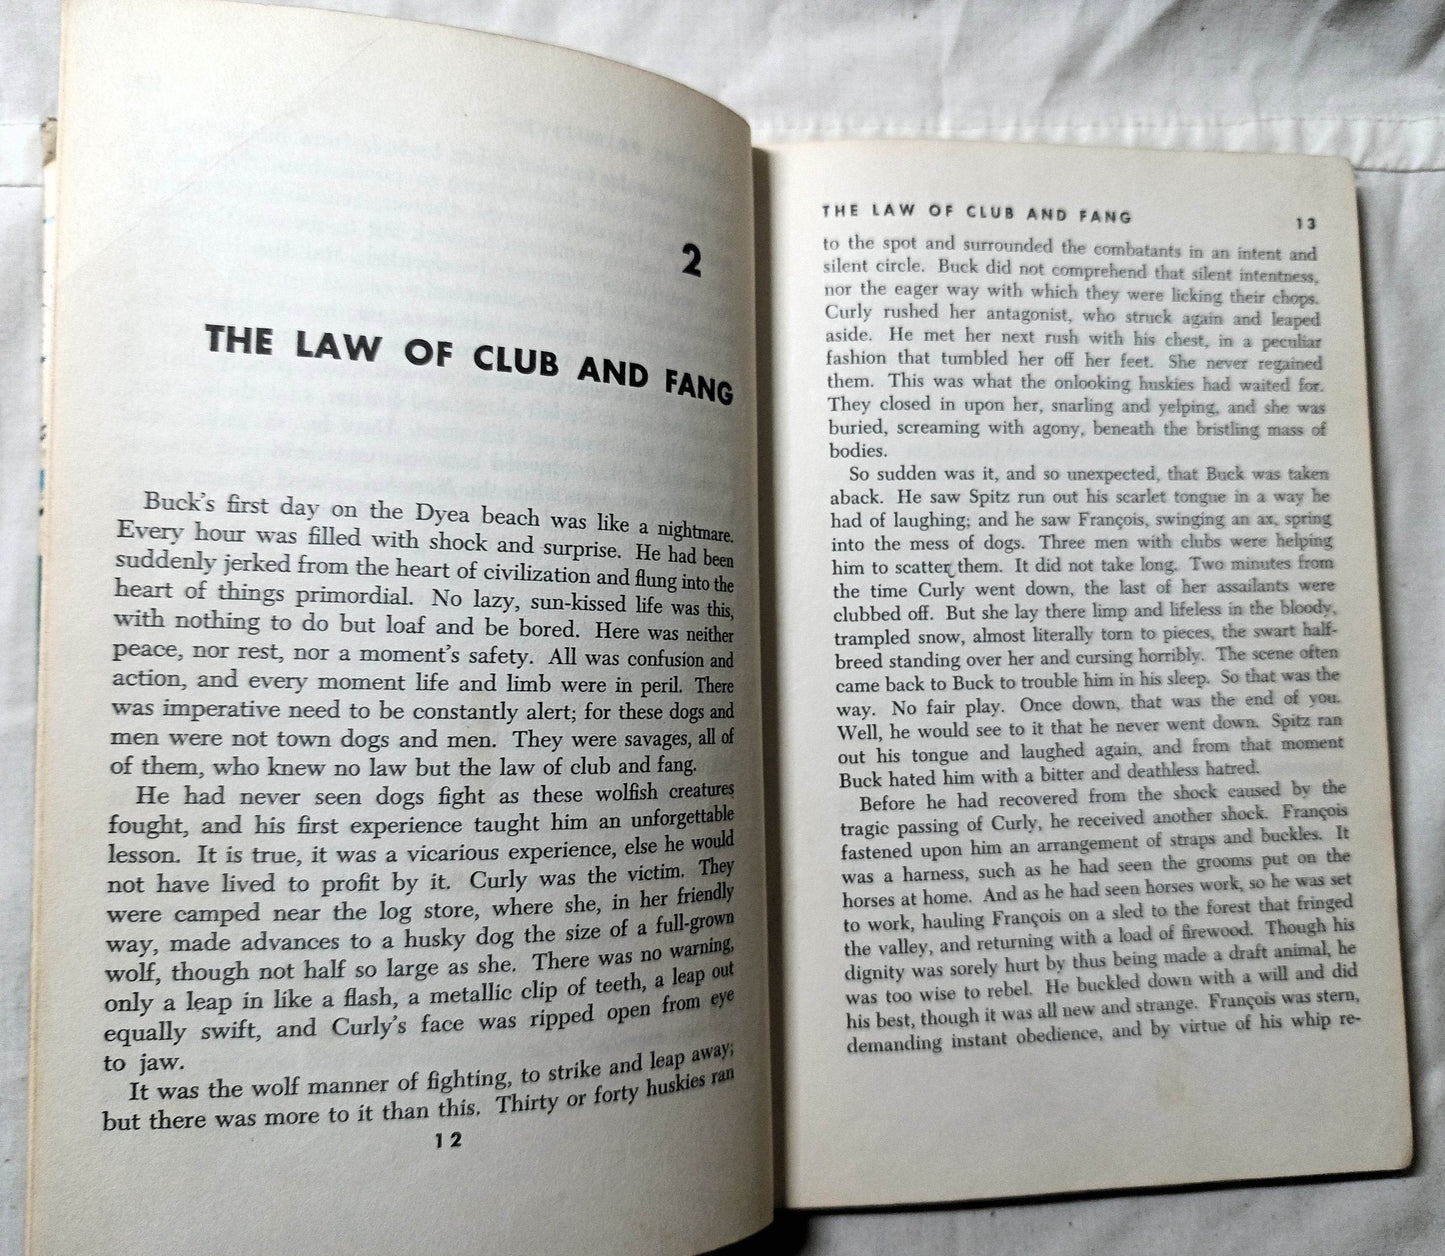 2
THE LAW OF CLUB AND FANG
Buck's first day on the Dyea beach was like a nightmare.
Every hour was filled with shock and surprise. He had been
suddenly jerked from the heart of civilization and flung into the
heart of things primordial. No lazy, sun-kissed life was this,
with nothing to do but loaf and be bored. Here was neither
peace, nor rest, nor a moment's safety. All was confusion and
action, and every moment life and limb were in peril. There
was imperative need to be constantly alert; for these dogs and
men were not town dogs and men. They were savages, all of
of them, who knew no law but the law of club and fang.
He had never seen dogs fight as these wolfish creatures
fought, and his first experience taught him an unforgettable
lesson. It is true, it was a vicarious experience, else he would
not have lived to profit by it. Curly was the victim. They
were camped near the log store, where she, in her friendly
way, made advances to a husky dog the size of a full-grown
wolf, though not half so large as she. There was no warning,
only a leap in like a flash, a metallic clip of teeth, a leap out
equally swift, and Curly's face was ripped open from eye
to jaw.
It was the wolf manner of fighting, to strike and leap away;
but there was more to it than this. Thirty or forty huskies ran
12
THE LAW OF CLUB AND FANG 13
to the spot and surrounded the combatants in an intent and
silent circle. Buck did not comprehend that silent intentness,
nor the eager way with which they were licking their chops.
Curly rushed her antagonist, who struck again and leaped
aside. He met her next rush with his chest, in a peculiar
fashion that tumbled her off her feet. She never regained
them. This was what the onlooking huskies had waited for.
They closed in upon her, snarling and yelping, and she was
buried, screaming with agony, beneath the bristling mass of
bodies.
So sudden was it, and so unexpected, that Buck was taken
aback. He saw Spitz run out his scarlet tongue in a way he
had of laughing; and he saw François, swinging an ax, spring
into the mess of dogs. Three men with clubs were helping
him to scatter them. It did not take long. Two minutes from
the time Curly went down, the last of her assailants were
clubbed off. But she lay there limp and lifeless in the bloody,
trampled snow, almost literally torn to pieces, the swart half-
breed standing over her and cursing horribly. The scene often
came back to Buck to trouble him in his sleep. So that was the
way. No fair play. Once down, that was the end of you.
Well, he would see to it that he never went down. Spitz ran
out his tongue and laughed again, and from that moment
Buck hated him with a bitter and deathless hatred.
Before he had recovered from the shock caused by the
tragic passing of Curly, he received another shock. François
fastened upon him an arrangement of straps and buckles. It
was a harness, such as he had seen the grooms put on the
horses at home. And as he had seen horses work, so he was set
to work, hauling François on a sled to the forest that fringed
the valley, and returning with a load of firewood. Though his
dignity was sorely hurt by thus being made a draft animal, he
was too wise to rebel. He buckled down with a will and did
his best, though it was all new and strange. François was stern,
demanding instant obedience, and by virtue of his whip re-